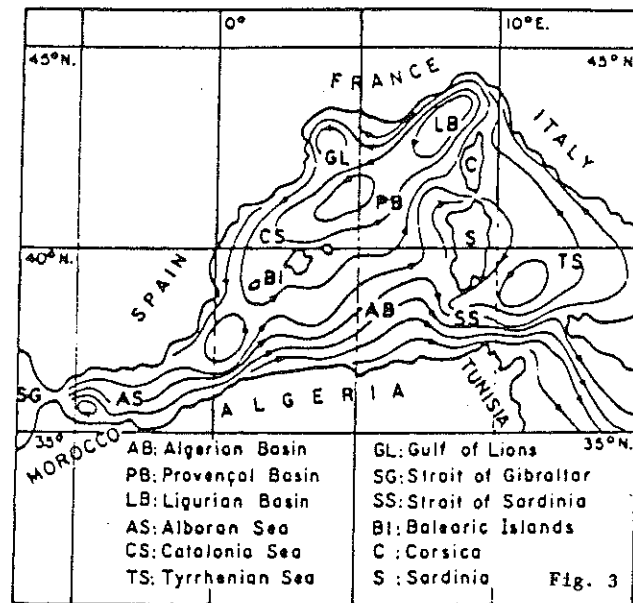 0° 10° E.
45° N. 45° N
FRANCE
ITALY
LB
GL
C
PB
CS
S
40° N.
SPAIN
BI
TS
AB
SS
SG
AS
ALGERIA
TUNISIA
MOROCCO
35° 35° N.
AB: Algerian Basin
PB: Provençal Basin
LB: Ligurian Basin
AS: Alboran Sea
CS: Catalonia Sea
TS: Tyrrhenian Sea
GL: Gulf of Lions
SG: Strait of Gibraltar
SS: Strait of Sardinia
BI: Balearic Islands
C : Corsica
S : Sardinia
Fig. 3